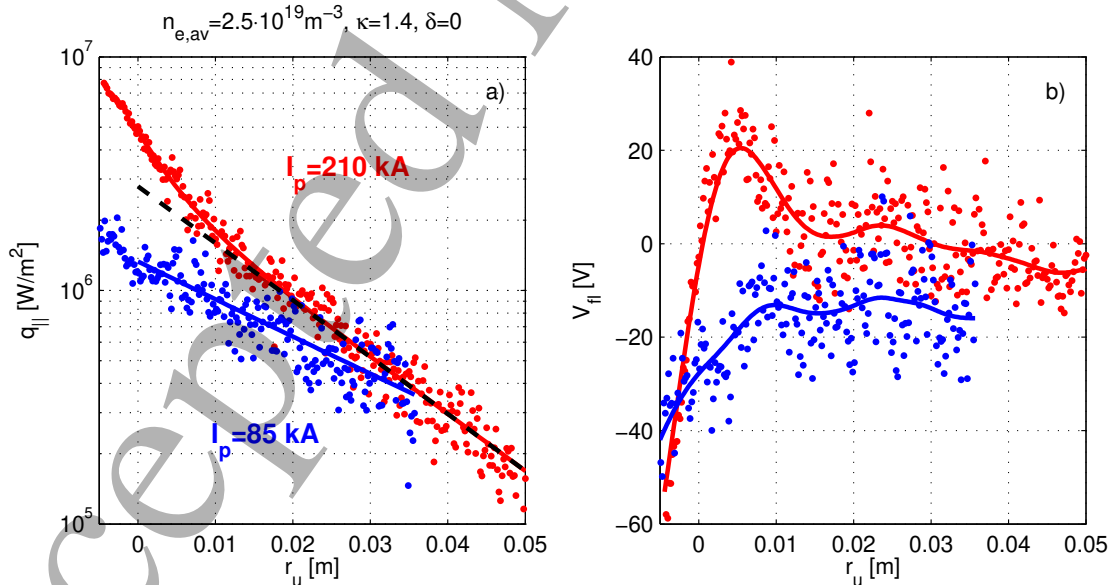 n_e,av=2.5·10^19 m^-3, κ=1.4, δ=0
10^7
10^6
10^5
q_|| [W/m^2]
a)
I_p=210 kA
I_p=85 kA
0 0.01 0.02 0.03 0.04 0.05
r_u [m]
40
20
0
−20
−40
−60
V_fl [V]
b)
0 0.01 0.02 0.03 0.04 0.05
r_u [m]
cepted